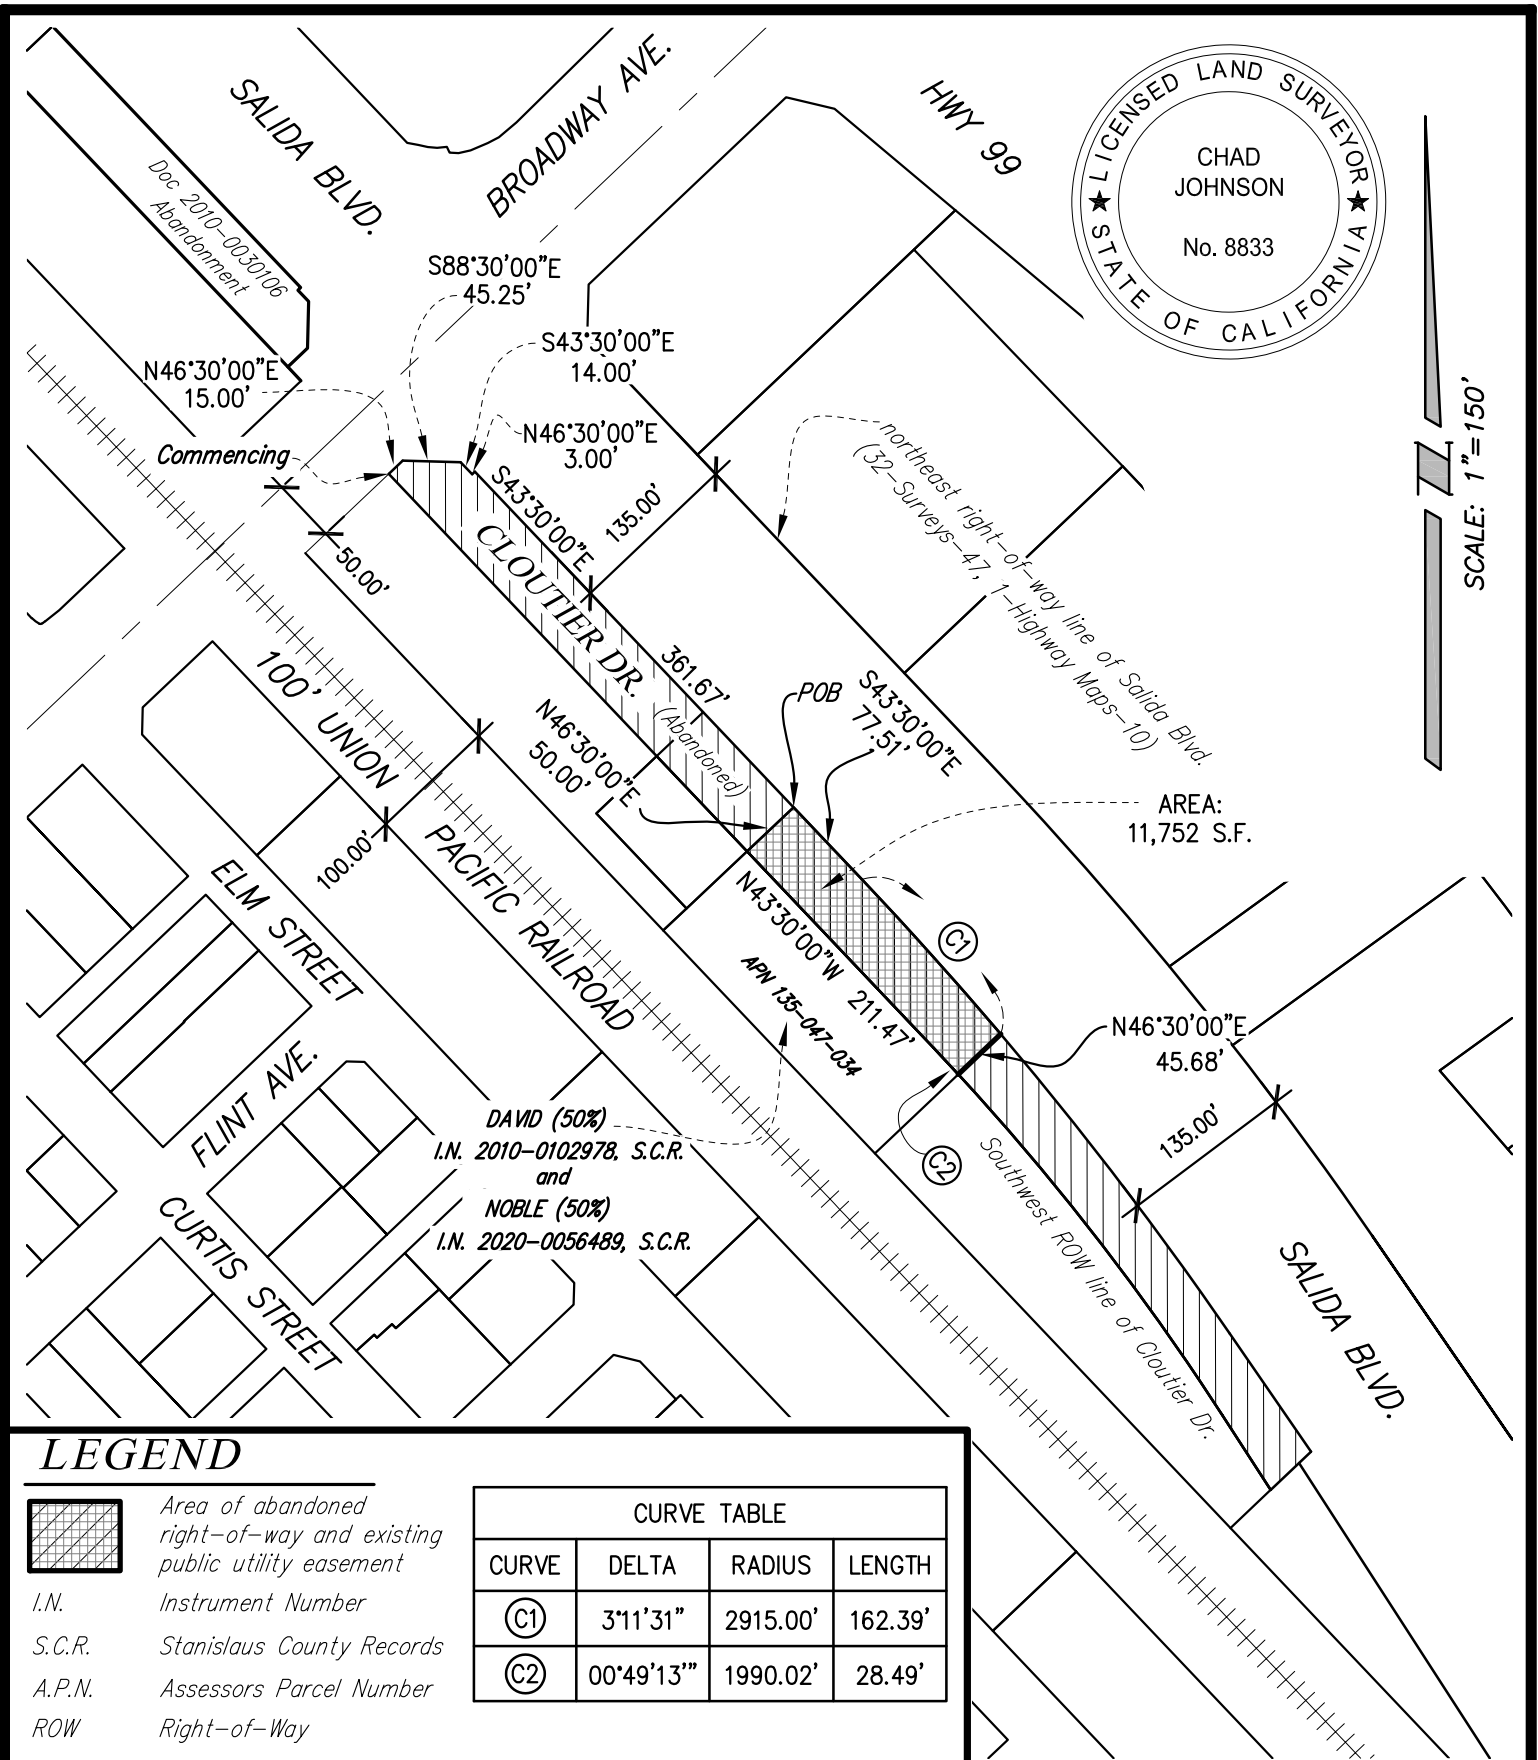 SALIDA BLVD.
BROADWAY AVE.
HWY 99
LICENSED LAND SURVEYOR
STATE OF CALIFORNIA
CHAD
JOHNSON
No. 8833
Doc 2010-0030106
Abandonment
S88°30'00"E
45.25'
S43°30'00"E
14.00'
N46°30'00"E
15.00'
N46°30'00"E
3.00'
Commencing
S43°30'00"E
135.00'
50.00'
CLOUTIER DR.
(Abandoned)
361.67'
northeast right-of-way line of Salida Blvd.
(32-Surveys-47, 1-Highway Maps-10)
SCALE: 1"=150'
100' UNION PACIFIC RAILROAD
N46°30'00"E
50.00'
POB
S43°30'00"E
77.51'
AREA:
11,752 S.F.
100.00'
ELM STREET
N43°30'00"W 211.47'
C1
APN 135-047-034
N46°30'00"E
45.68'
FLINT AVE.
DAVID (50%)
I.N. 2010-0102978, S.C.R.
and
NOBLE (50%)
I.N. 2020-0056489, S.C.R.
C2
135.00'
Southwest ROW line of Cloutier Dr.
CURTIS STREET
SALIDA BLVD.
LEGEND
Area of abandoned
right-of-way and existing
public utility easement
I.N. Instrument Number
S.C.R. Stanislaus County Records
A.P.N. Assessors Parcel Number
ROW Right-of-Way
CURVE TABLE
CURVE DELTA RADIUS LENGTH
C1 3°11'31" 2915.00' 162.39'
C2 00°49'13'" 1990.02' 28.49'